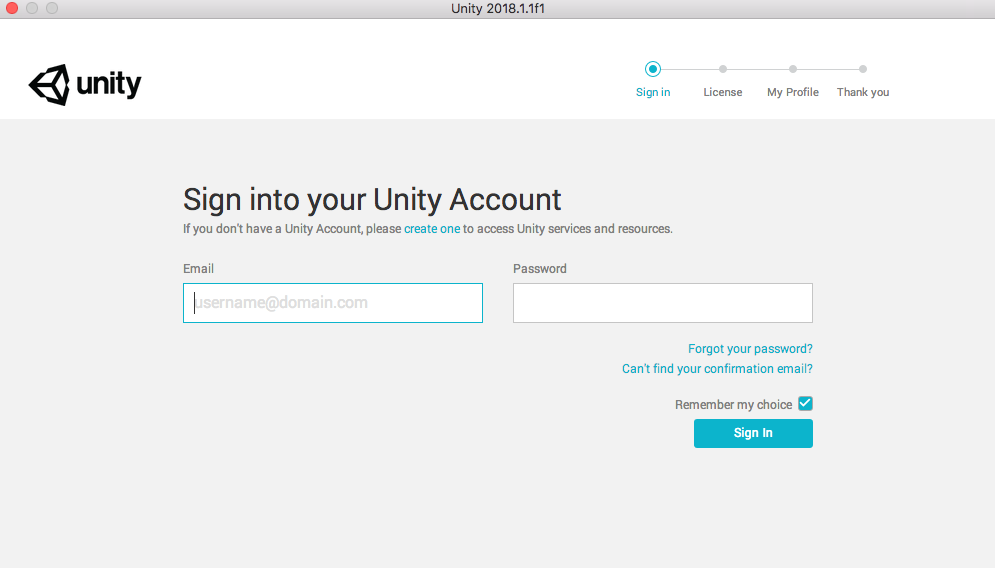 Unity 2018.1.1f1
unity
Sign in License My Profile Thank you
Sign into your Unity Account
If you don't have a Unity Account, please create one to access Unity services and resources.
Email Password
username@domain.com
Forgot your password?
Can't find your confirmation email?
Remember my choice
Sign In